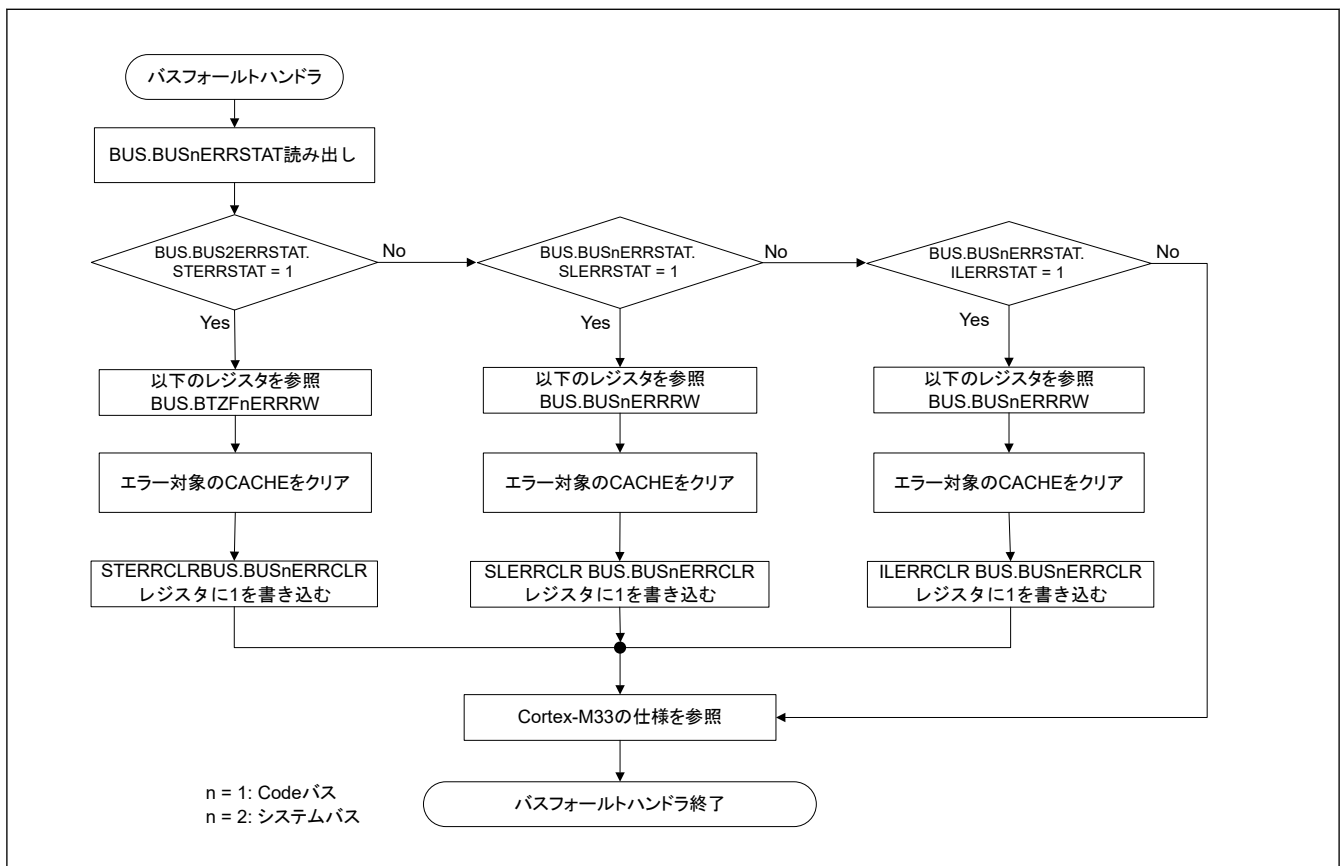 バスフォールトハンドラ
BUS.BUSnERRSTAT読み出し
BUS.BUS2ERRSTAT.
STERRSTAT = 1
No
Yes
BUS.BUSnERRSTAT.
SLERRSTAT = 1
No
Yes
BUS.BUSnERRSTAT.
ILERRSTAT = 1
No
Yes
以下のレジスタを参照
BUS.BTZFnERRRW
以下のレジスタを参照
BUS.BUSnERRRW
以下のレジスタを参照
BUS.BUSnERRRW
エラー対象のCACHEをクリア
エラー対象のCACHEをクリア
エラー対象のCACHEをクリア
STERRCLRBUS.BUSnERRCLR
レジスタに1を書き込む
SLERRCLR BUS.BUSnERRCLR
レジスタに1を書き込む
ILERRCLR BUS.BUSnERRCLR
レジスタに1を書き込む
Cortex-M33の仕様を参照
バスフォールトハンドラ終了
n = 1: Codeバス
n = 2: システムバス